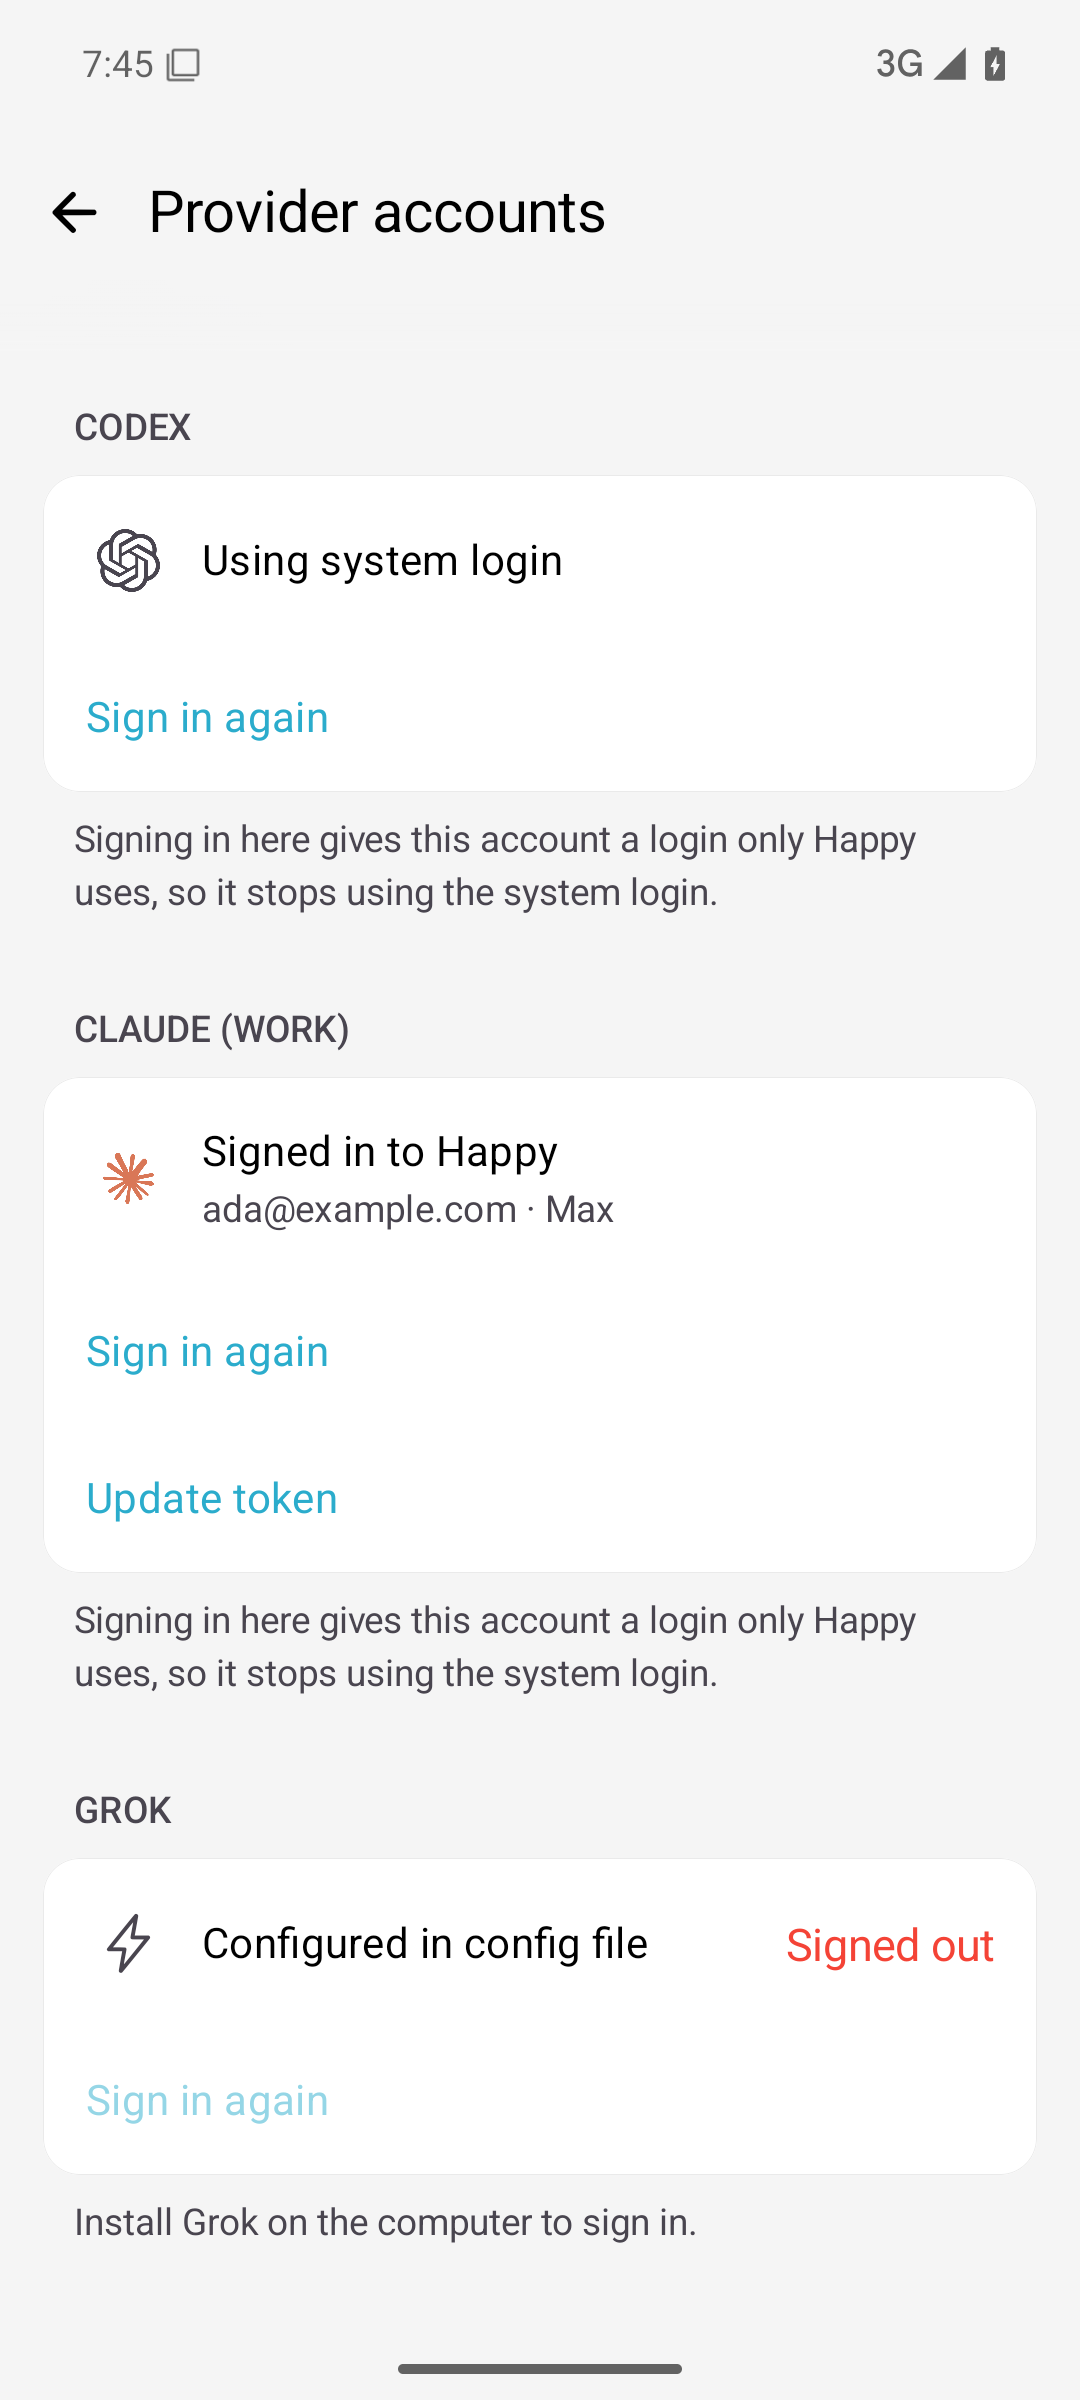 7:45
3G
Provider accounts
CODEX
Using system login
Sign in again
Signing in here gives this account a login only Happy
uses, so it stops using the system login.
CLAUDE (WORK)
Signed in to Happy
ada@example.com · Max
Sign in again
Update token
Signing in here gives this account a login only Happy
uses, so it stops using the system login.
GROK
Configured in config file
Signed out
Sign in again
Install Grok on the computer to sign in.